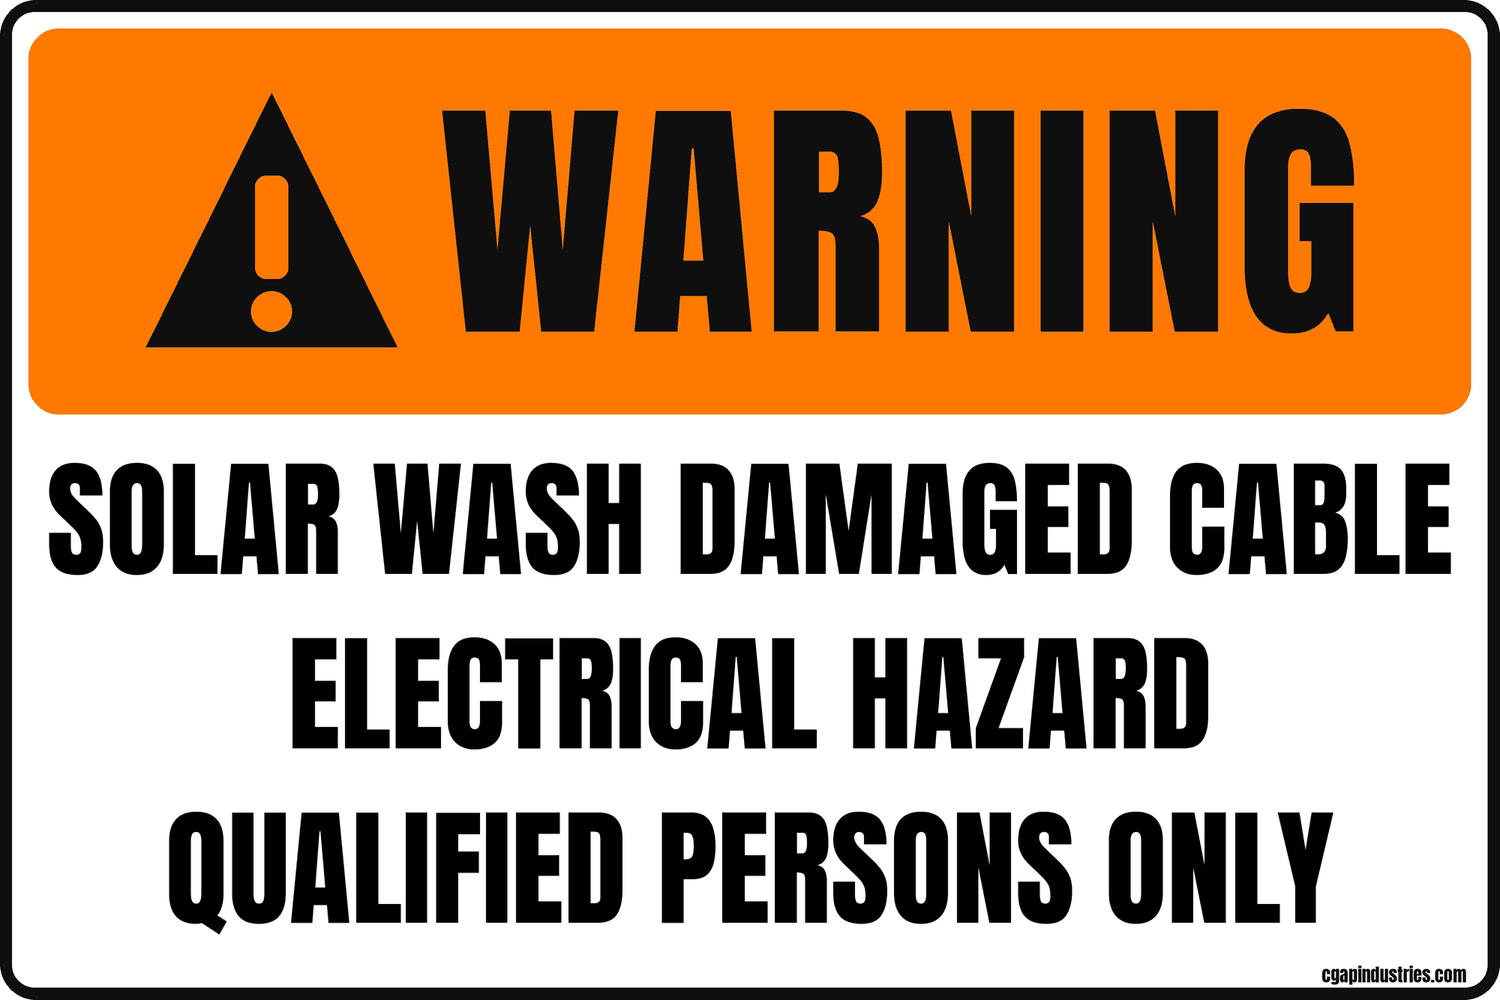 WARNING
SOLAR WASH DAMAGED CABLE
ELECTRICAL HAZARD
QUALIFIED PERSONS ONLY
cgapindustries.com